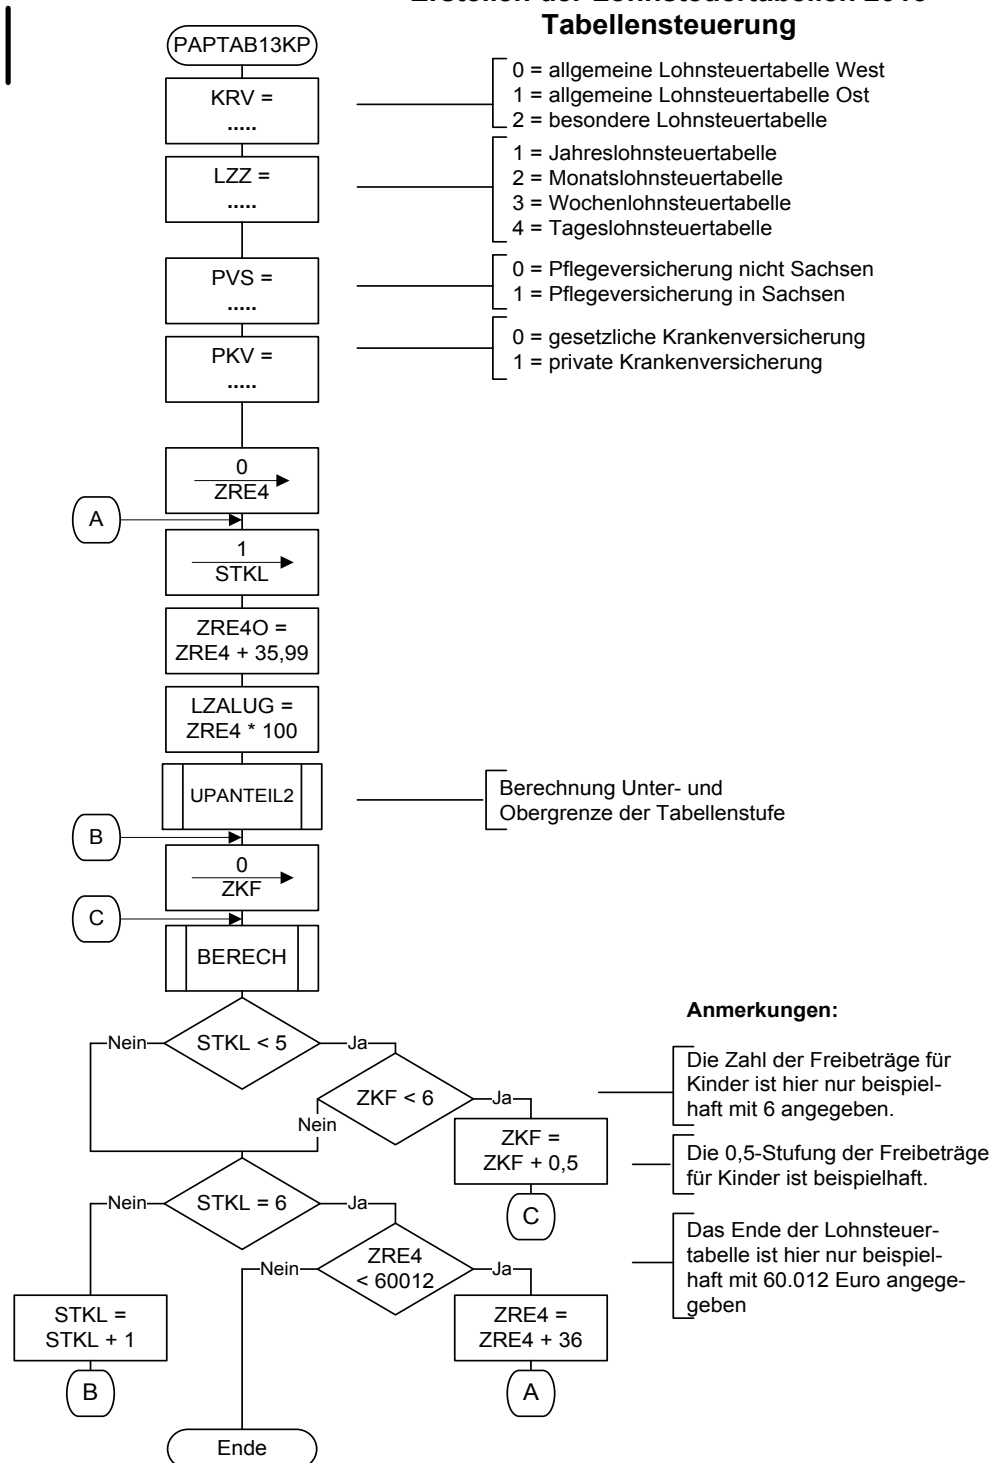 Tabellensteuerung
PAPTAB13KP
KRV =
.....
0 = allgemeine Lohnsteuertabelle West
1 = allgemeine Lohnsteuertabelle Ost
2 = besondere Lohnsteuertabelle
LZZ =
.....
1 = Jahreslohnsteuertabelle
2 = Monatslohnsteuertabelle
3 = Wochenlohnsteuertabelle
4 = Tageslohnsteuertabelle
PVS =
.....
0 = Pflegeversicherung nicht Sachsen
1 = Pflegeversicherung in Sachsen
PKV =
.....
0 = gesetzliche Krankenversicherung
1 = private Krankenversicherung
0
ZRE4
A
1
STKL
ZRE4O =
ZRE4 + 35,99
LZALUG =
ZRE4 * 100
UPANTEIL2
Berechnung Unter- und
Obergrenze der Tabellenstufe
B
0
ZKF
C
BERECH
Anmerkungen:
Nein
STKL < 5
Ja
ZKF < 6
Ja
Nein
Die Zahl der Freibeträge für
Kinder ist hier nur beispiel-
haft mit 6 angegeben.
ZKF =
ZKF + 0,5
Die 0,5-Stufung der Freibeträge
für Kinder ist beispielhaft.
C
Nein
STKL = 6
Ja
Nein
ZRE4
< 60012
Ja
Das Ende der Lohnsteuer-
tabelle ist hier nur beispiel-
haft mit 60.012 Euro angege-
geben
STKL =
STKL + 1
ZRE4 =
ZRE4 + 36
B
A
Ende